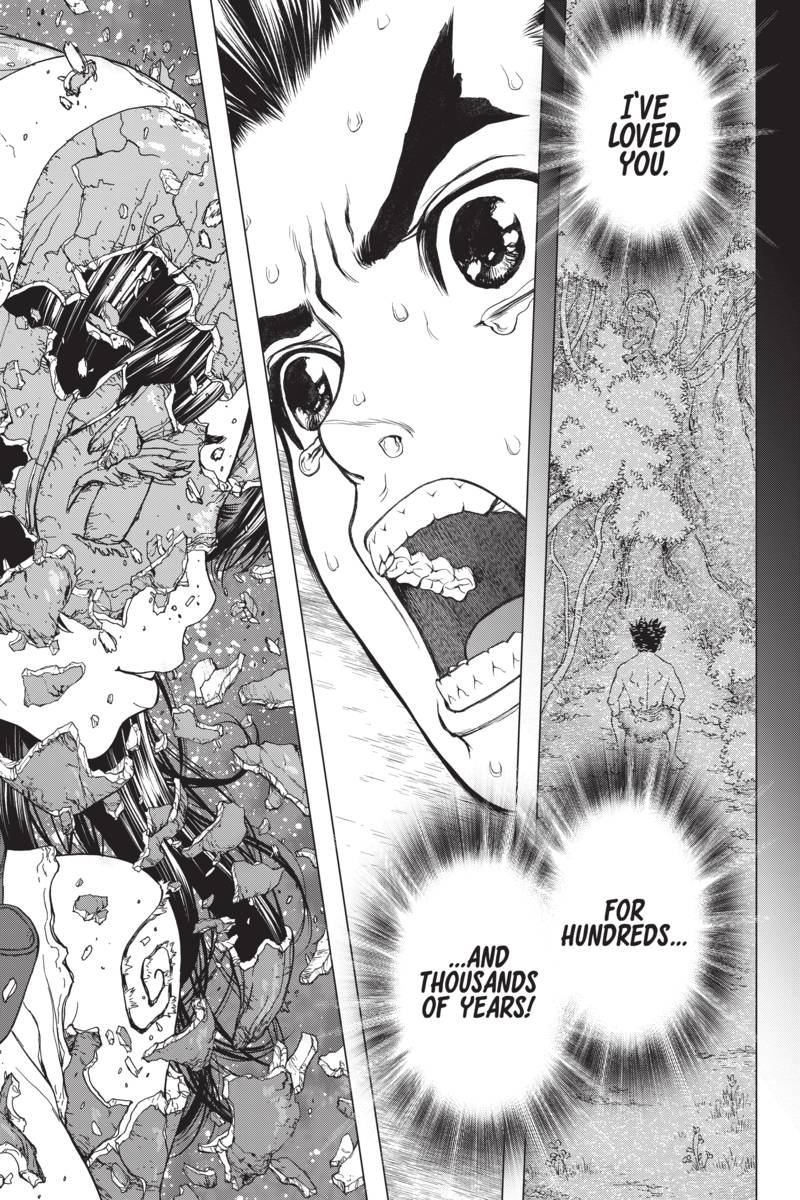 I'VE
LOVED
YOU.
FOR
HUNDREDS...
...AND
THOUSANDS
OF YEARS!